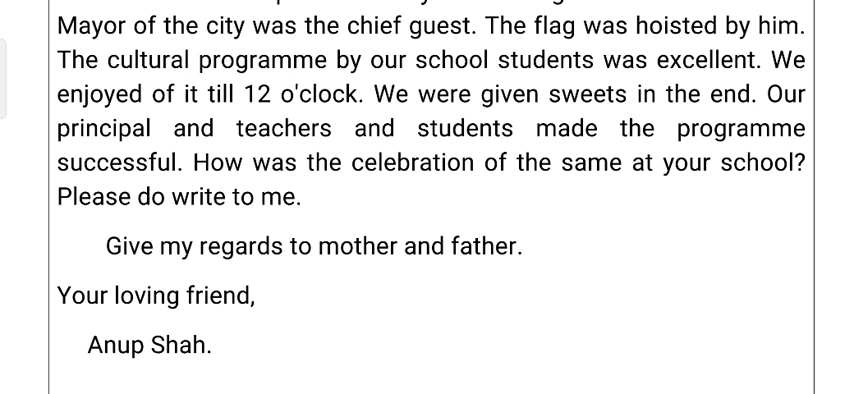 Mayor of the city was the chief guest. The flag was hoisted by him.
The cultural programme by our school students was excellent. We
enjoyed of it till 12 o'clock. We were given sweets in the end. Our
principal and teachers and students made the programme
successful. How was the celebration of the same at your school?
Please do write to me.
Give my regards to mother and father.
Your loving friend,
Anup Shah.